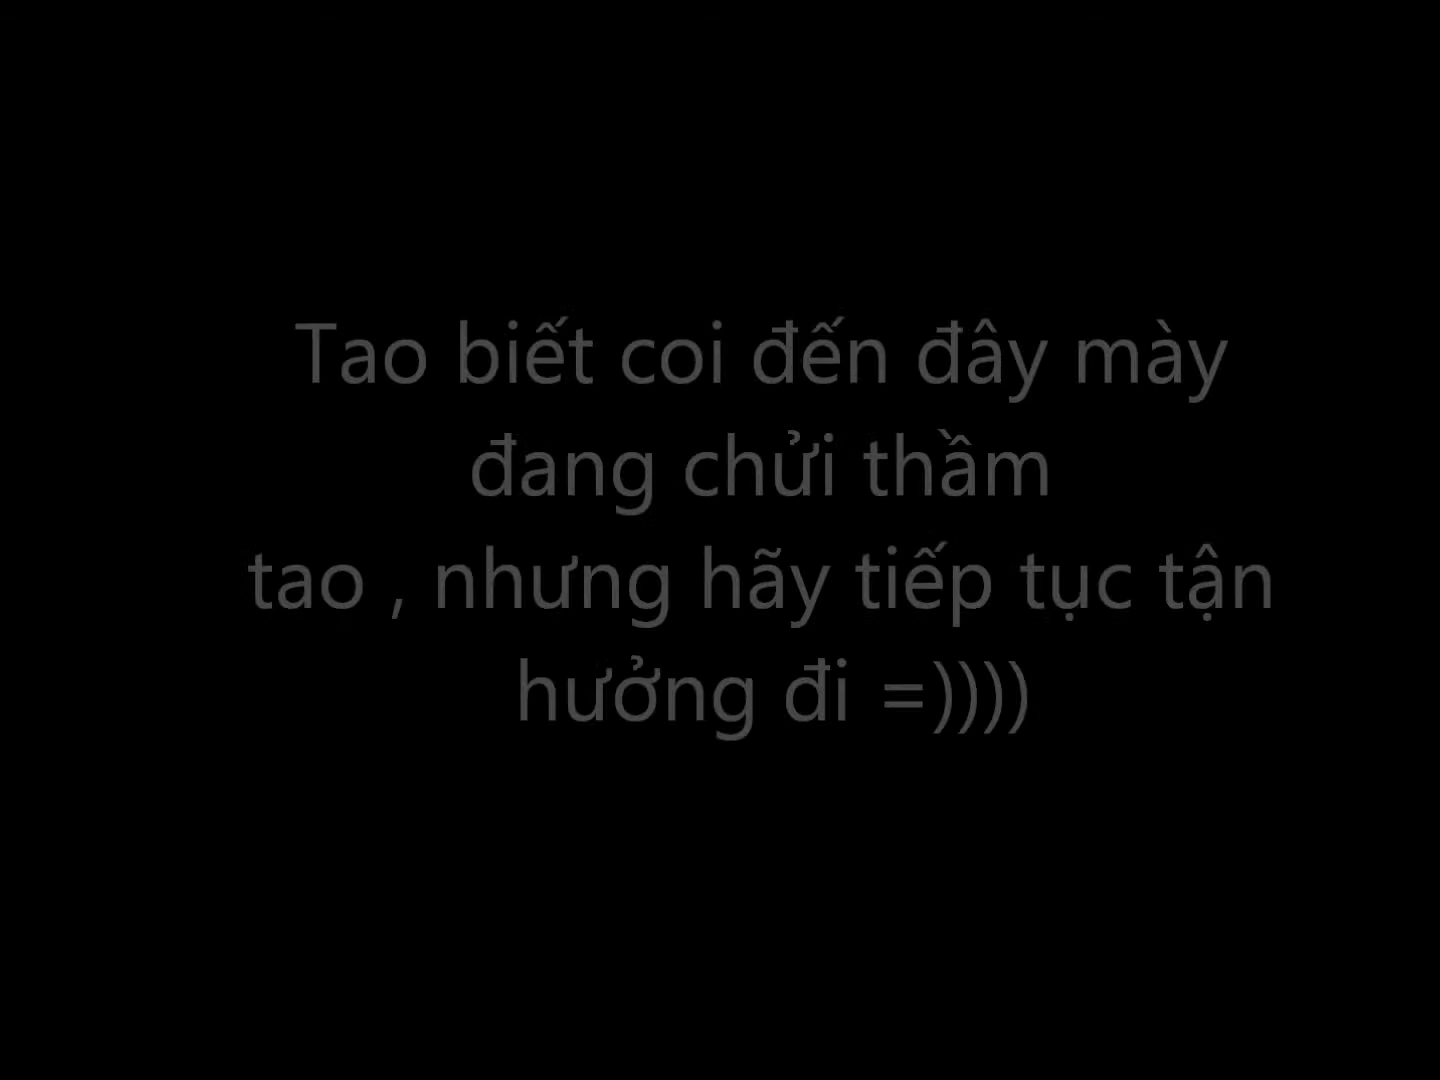 Tao biết coi đến đây mày
đang chửi thầm
tao , nhưng hãy tiếp tục tận
hưởng đi =))))